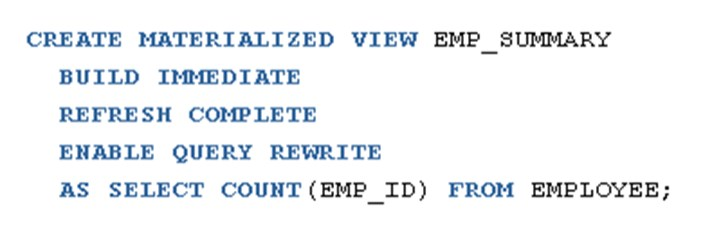 CREATE MATERIALIZED VIEW EMP_SUMMARY
BUILD IMMEDIATE
REFRESH COMPLETE
ENABLE QUERY REWRITE
AS SELECT COUNT(EMP_ID) FROM EMPLOYEE;